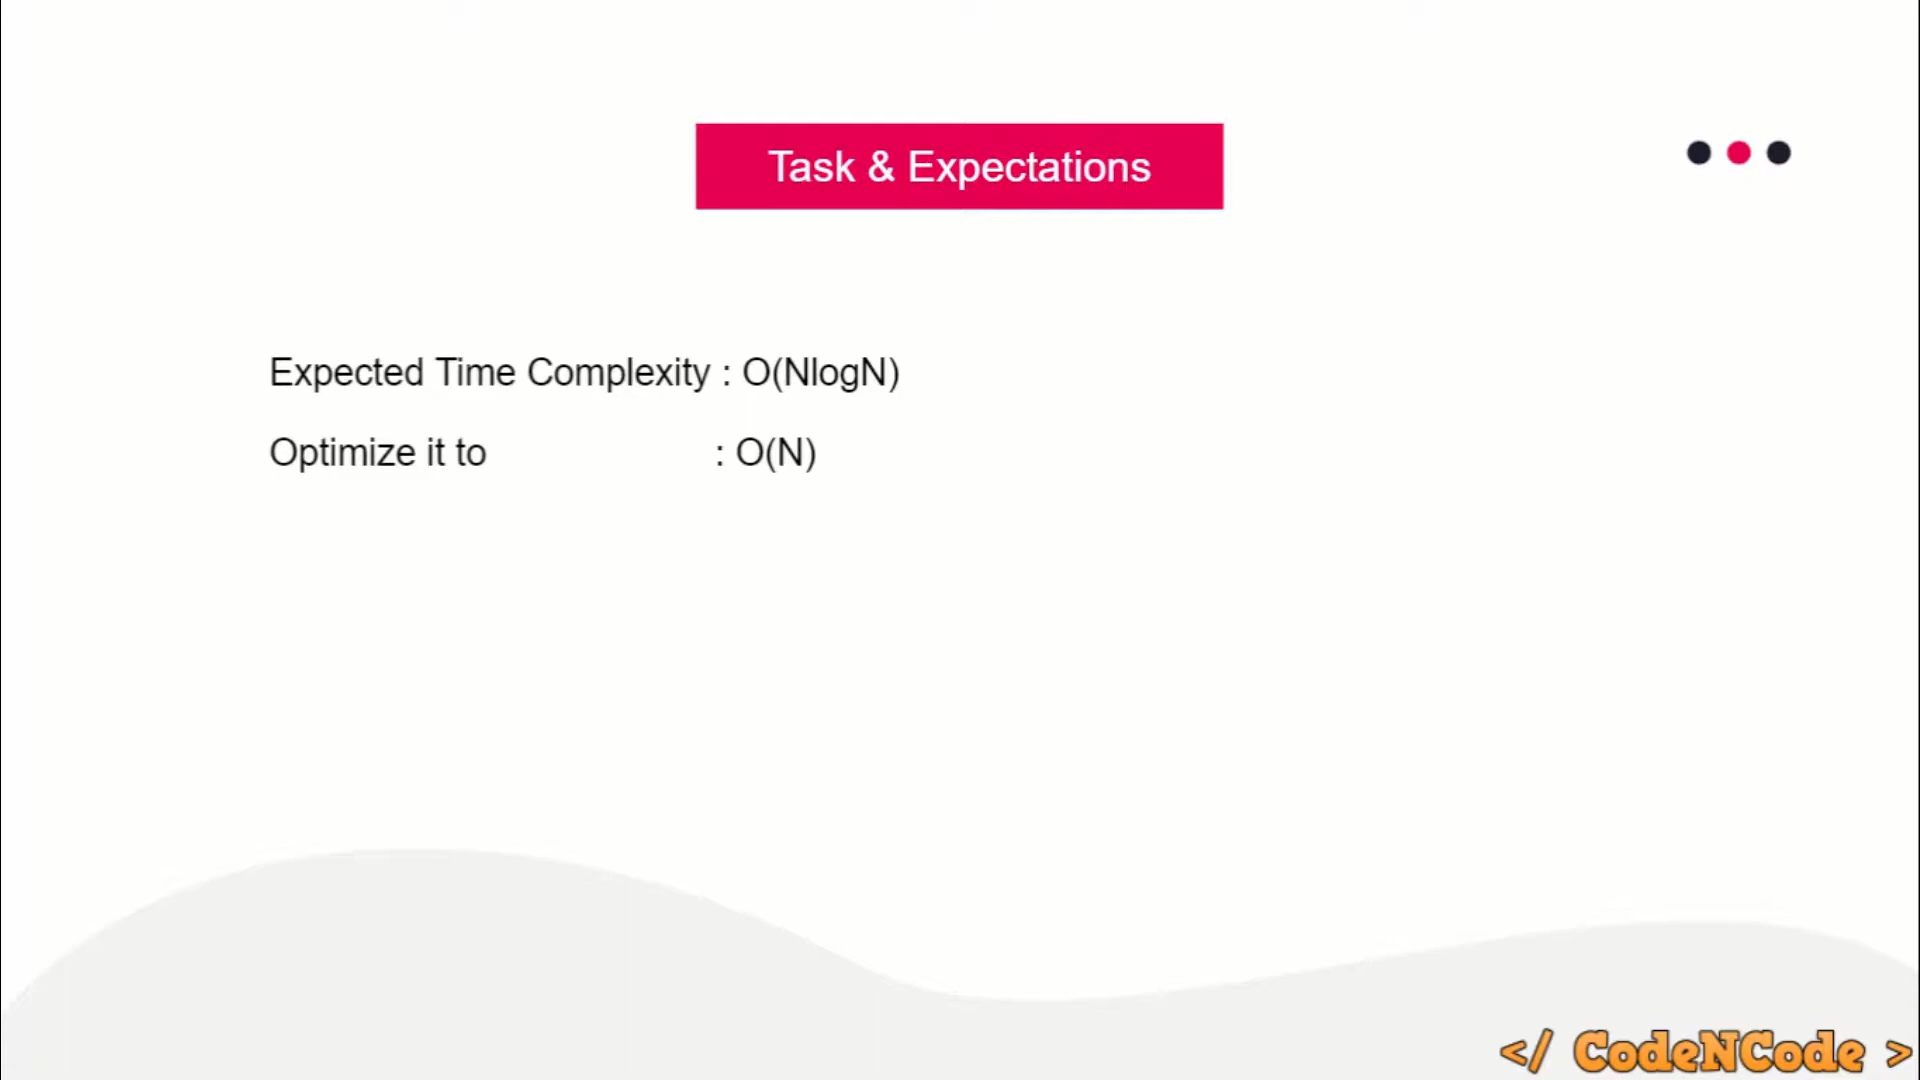 Task & Expectations
Expected Time Complexity : O(NlogN)
Optimize it to : O(N)
</ CodeNCode >